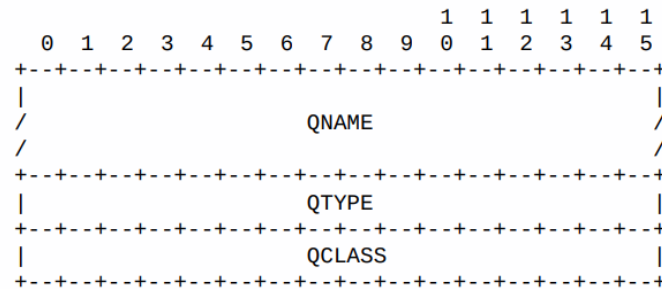 1  1  1  1  1  1
  0  1  2  3  4  5  6  7  8  9  0  1  2  3  4  5
+--+--+--+--+--+--+--+--+--+--+--+--+--+--+--+--+
|                                               |
/                     QNAME                     /
/                                               /
+--+--+--+--+--+--+--+--+--+--+--+--+--+--+--+--+
|                     QTYPE                     |
+--+--+--+--+--+--+--+--+--+--+--+--+--+--+--+--+
|                     QCLASS                    |
+--+--+--+--+--+--+--+--+--+--+--+--+--+--+--+--+